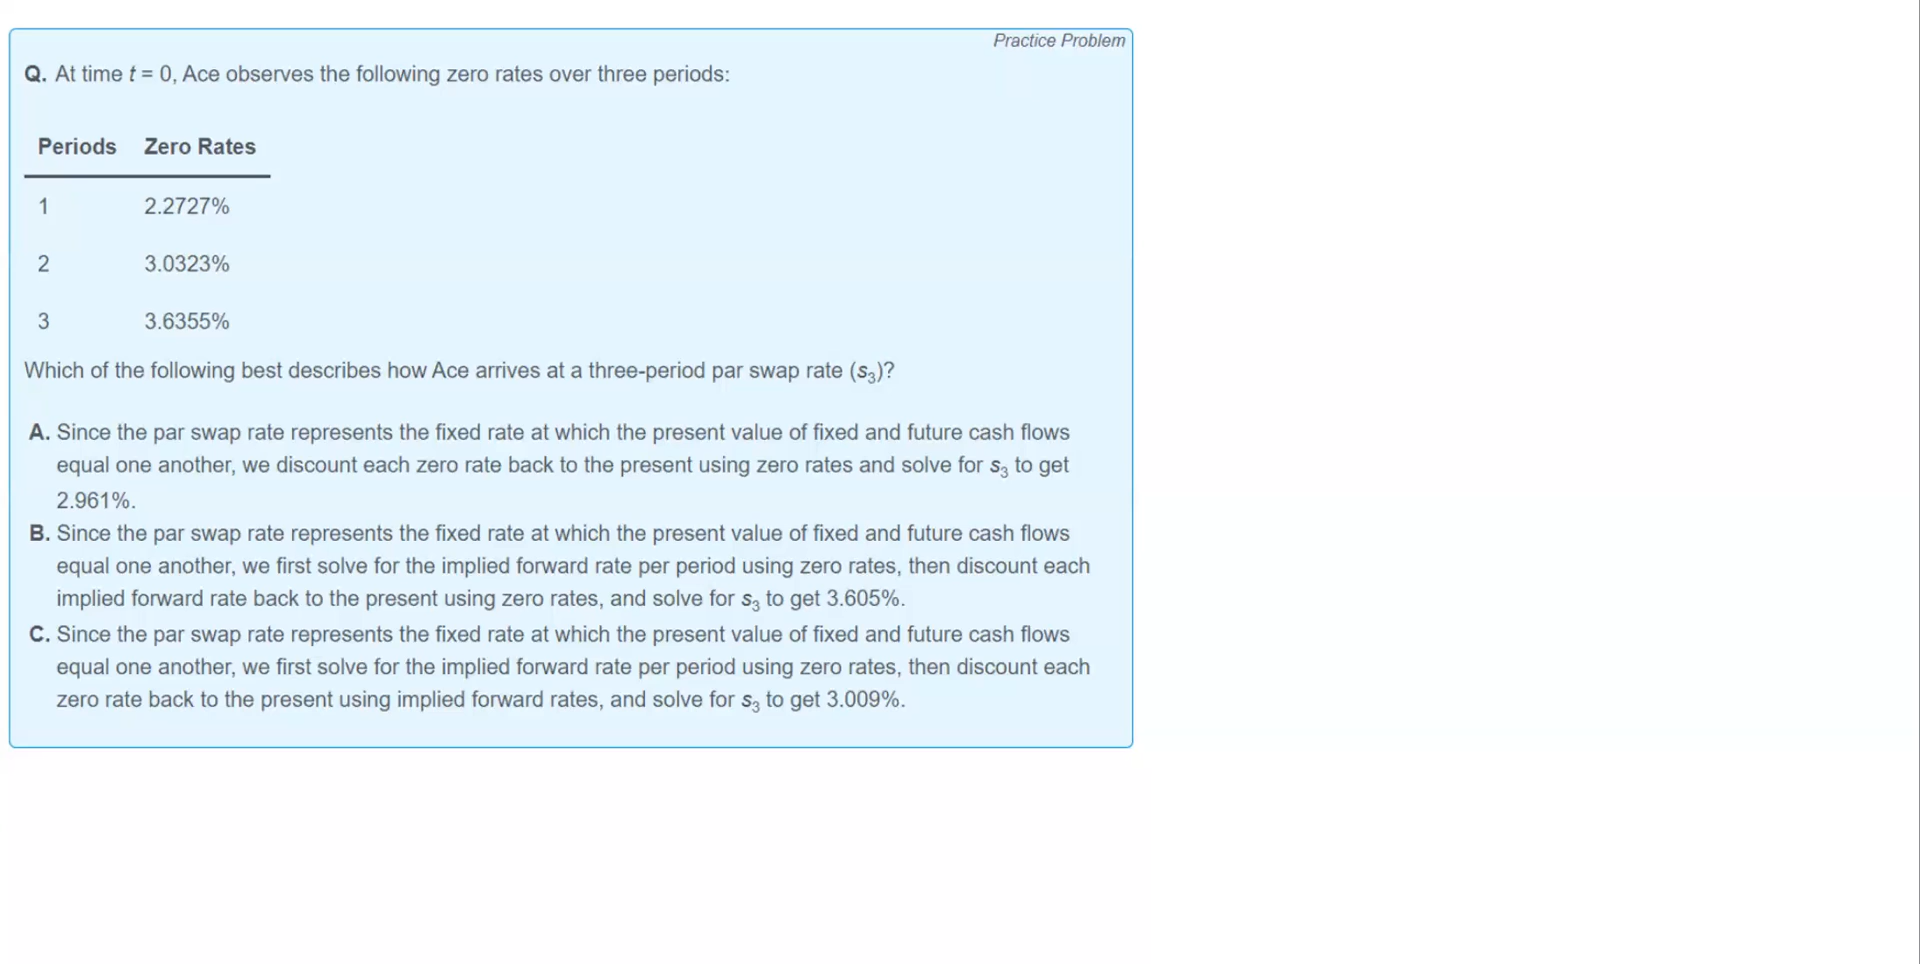 Practice Problem
Q. At time t = 0, Ace observes the following zero rates over three periods:
Periods Zero Rates
1 2.2727%
2 3.0323%
3 3.6355%
Which of the following best describes how Ace arrives at a three-period par swap rate (s3)?
A. Since the par swap rate represents the fixed rate at which the present value of fixed and future cash flows
equal one another, we discount each zero rate back to the present using zero rates and solve for s3 to get
2.961%.
B. Since the par swap rate represents the fixed rate at which the present value of fixed and future cash flows
equal one another, we first solve for the implied forward rate per period using zero rates, then discount each
implied forward rate back to the present using zero rates, and solve for s3 to get 3.605%.
C. Since the par swap rate represents the fixed rate at which the present value of fixed and future cash flows
equal one another, we first solve for the implied forward rate per period using zero rates, then discount each
zero rate back to the present using implied forward rates, and solve for s3 to get 3.009%.